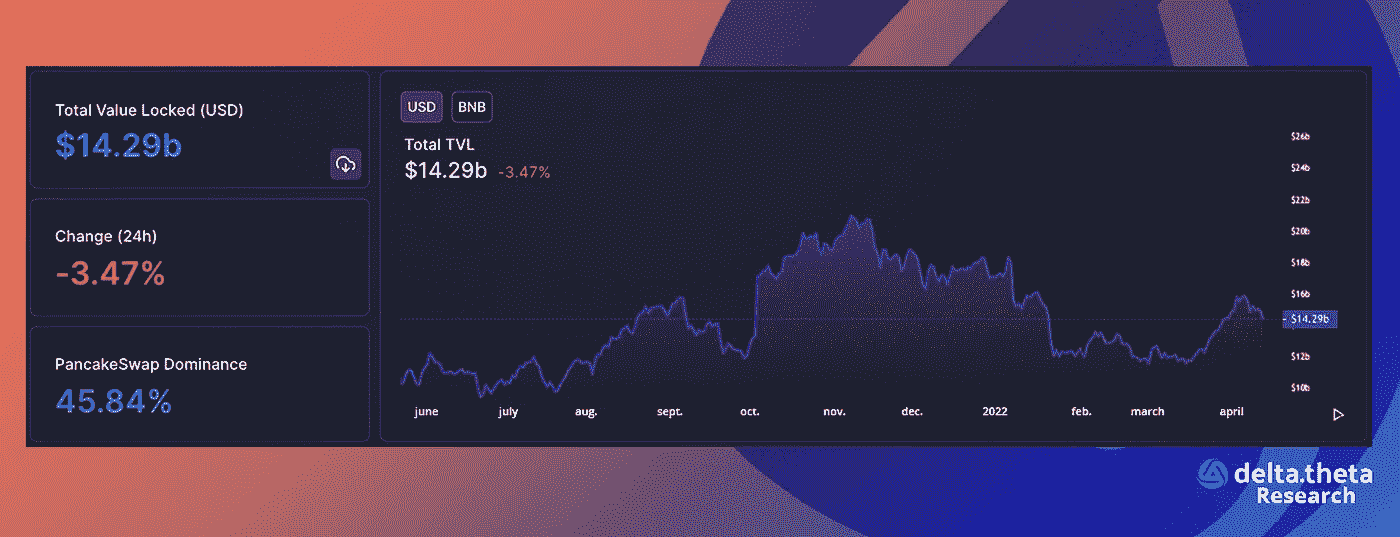 Total Value Locked (USD)
$14.29b
Change (24h)
-3.47%
PancakeSwap Dominance
45.84%
USD BNB
Total TVL
$14.29b -3.47%
$26b
$24b
$22b
$20b
$18b
$16b
$14.29b
$12b
$10b
june july aug. sept. oct. nov. dec. 2022 feb. march april
delta.theta
Research